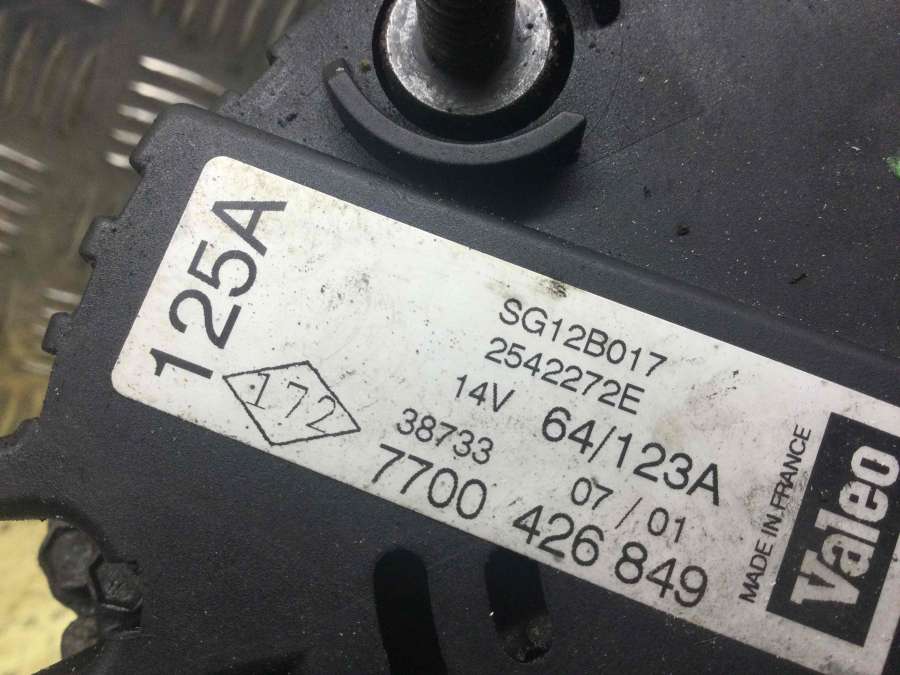 125A
172
SG12B017
2542272E
14V 64/123A
38733 07/01
7700 426 849
MADE IN FRANCE
Valeo